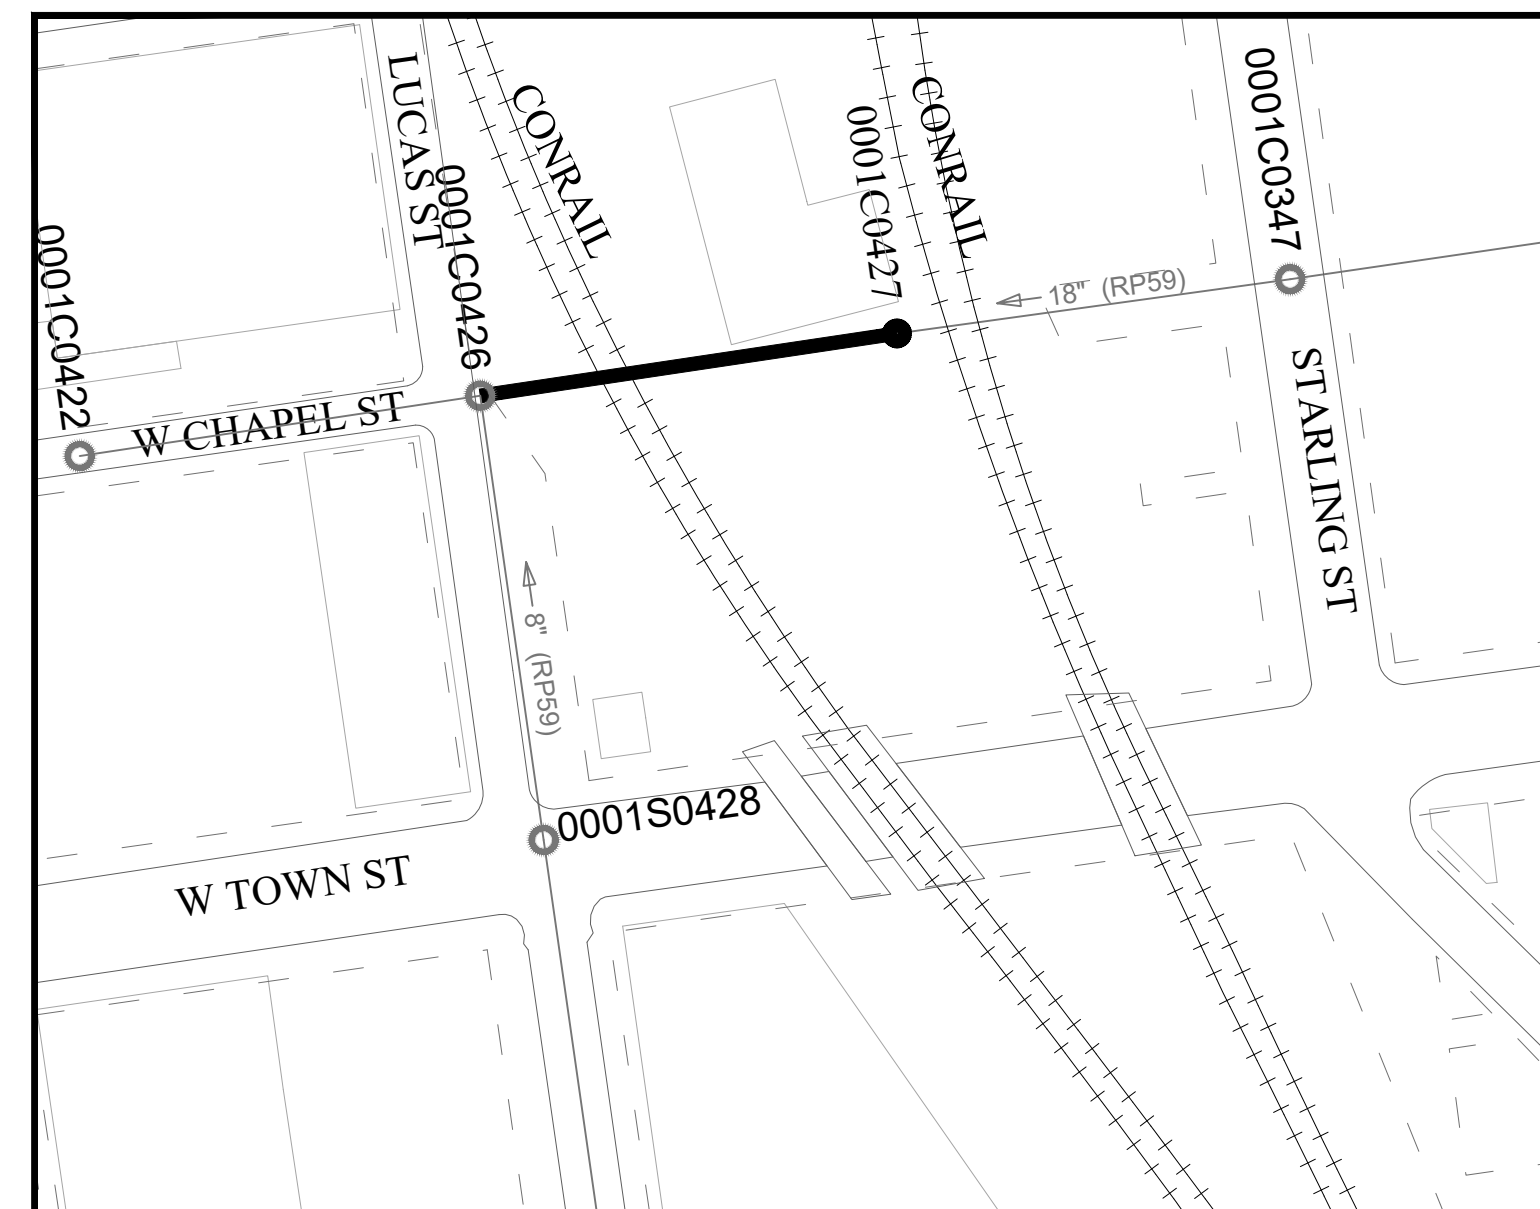 LUCAS ST
CONRAIL
0001C0427
CONRAIL
0001C0347
0001C0422
0001C0426
18" (RP59)
W CHAPEL ST
STARLING ST
8" (RP59)
0001S0428
W TOWN ST